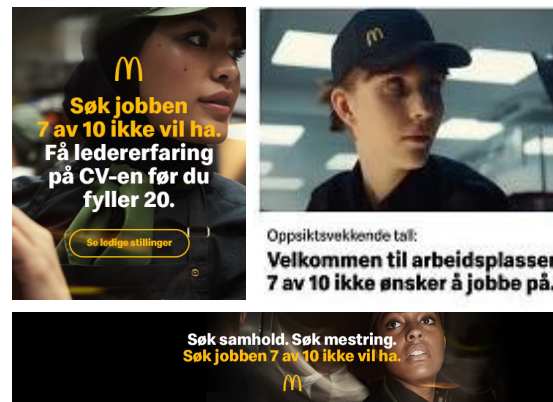 Søk jobben
7 av 10 ikke vil ha.
Få ledererfaring
på CV-en før du
fyller 20.
Se ledige stillinger
Oppsiktsvekkende tall:
Velkommen til arbeidsplassen
7 av 10 ikke ønsker å jobbe på.
Søk samhold. Søk mestring.
Søk jobben 7 av 10 ikke vil ha.